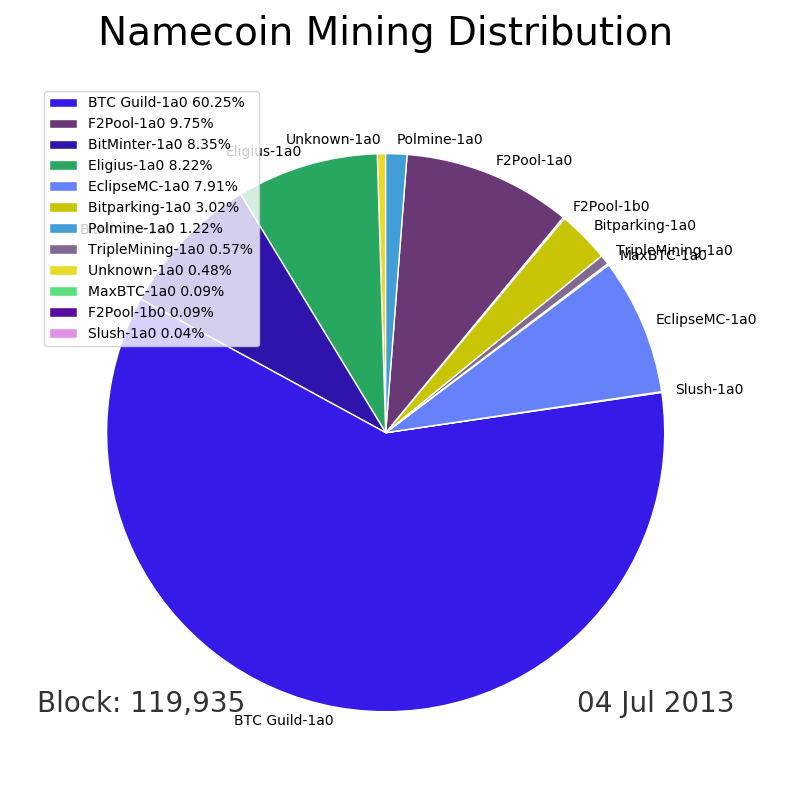 Namecoin Mining Distribution
BTC Guild-1a0 60.25%
F2Pool-1a0 9.75%
BitMinter-1a0 8.35%
Eligius-1a0 8.22%
EclipseMC-1a0 7.91%
Bitparking-1a0 3.02%
Polmine-1a0 1.22%
TripleMining-1a0 0.57%
Unknown-1a0 0.48%
MaxBTC-1a0 0.09%
F2Pool-1b0 0.09%
Slush-1a0 0.04%
Eligius-1a0
Unknown-1a0
Polmine-1a0
F2Pool-1a0
F2Pool-1b0
Bitparking-1a0
TripleMining-1a0
MaxBTC-1a0
EclipseMC-1a0
Slush-1a0
BTC Guild-1a0
Block: 119,935
04 Jul 2013